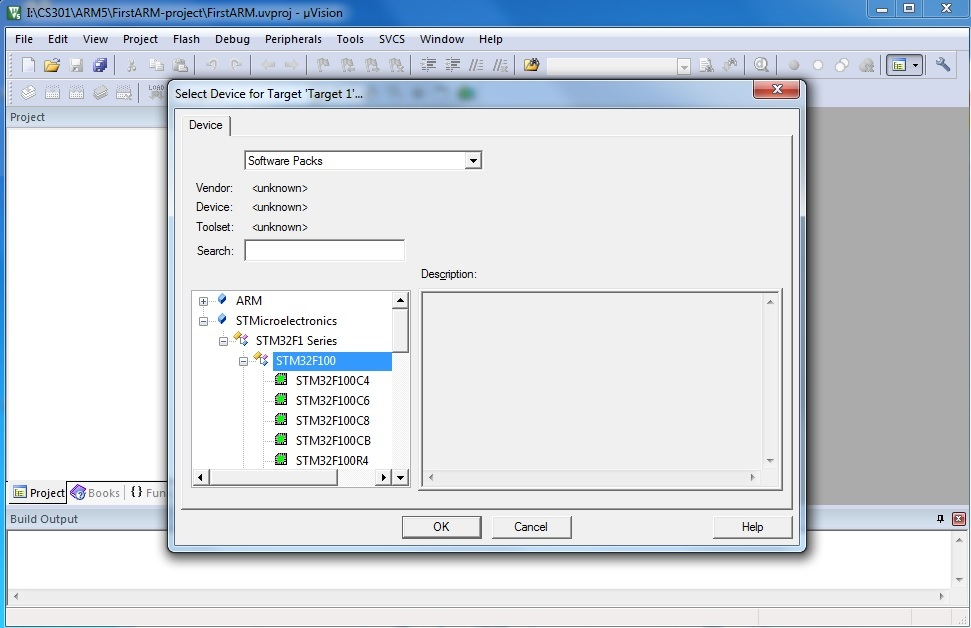 I:\CS301\ARM5\FirstARM-project\FirstARM.uvproj - µVision
File Edit View Project Flash Debug Peripherals Tools SVCS Window Help
LOAD
Select Device for Target 'Target 1'...
Project
Device
Software Packs
Vendor: <unknown>
Device: <unknown>
Toolset: <unknown>
Search:
Description:
ARM
STMicroelectronics
STM32F1 Series
STM32F100
STM32F100C4
STM32F100C6
STM32F100C8
STM32F100CB
STM32F100R4
Project Books {} Fun
OK Cancel Help
Build Output